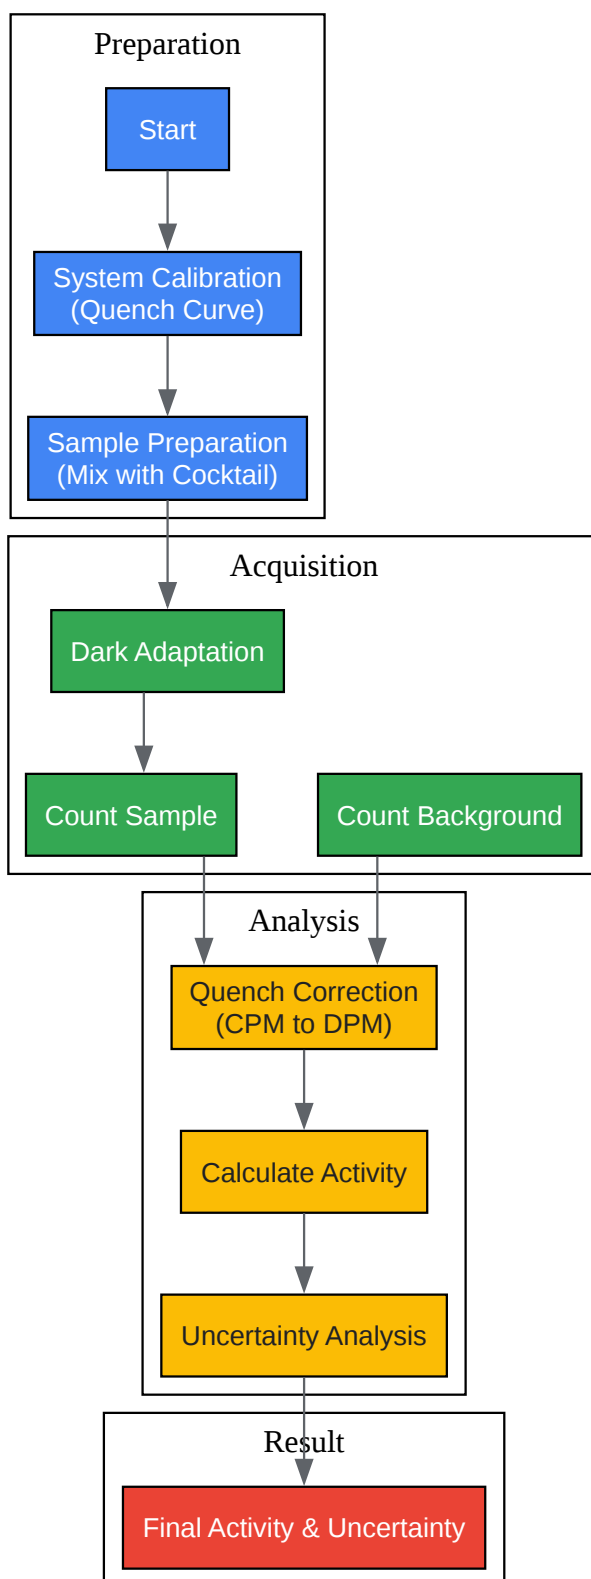 Preparation
Start
System Calibration
(Quench Curve)
Sample Preparation
(Mix with Cocktail)
Acquisition
Dark Adaptation
Count Sample
Count Background
Analysis
Quench Correction
(CPM to DPM)
Calculate Activity
Uncertainty Analysis
Result
Final Activity & Uncertainty